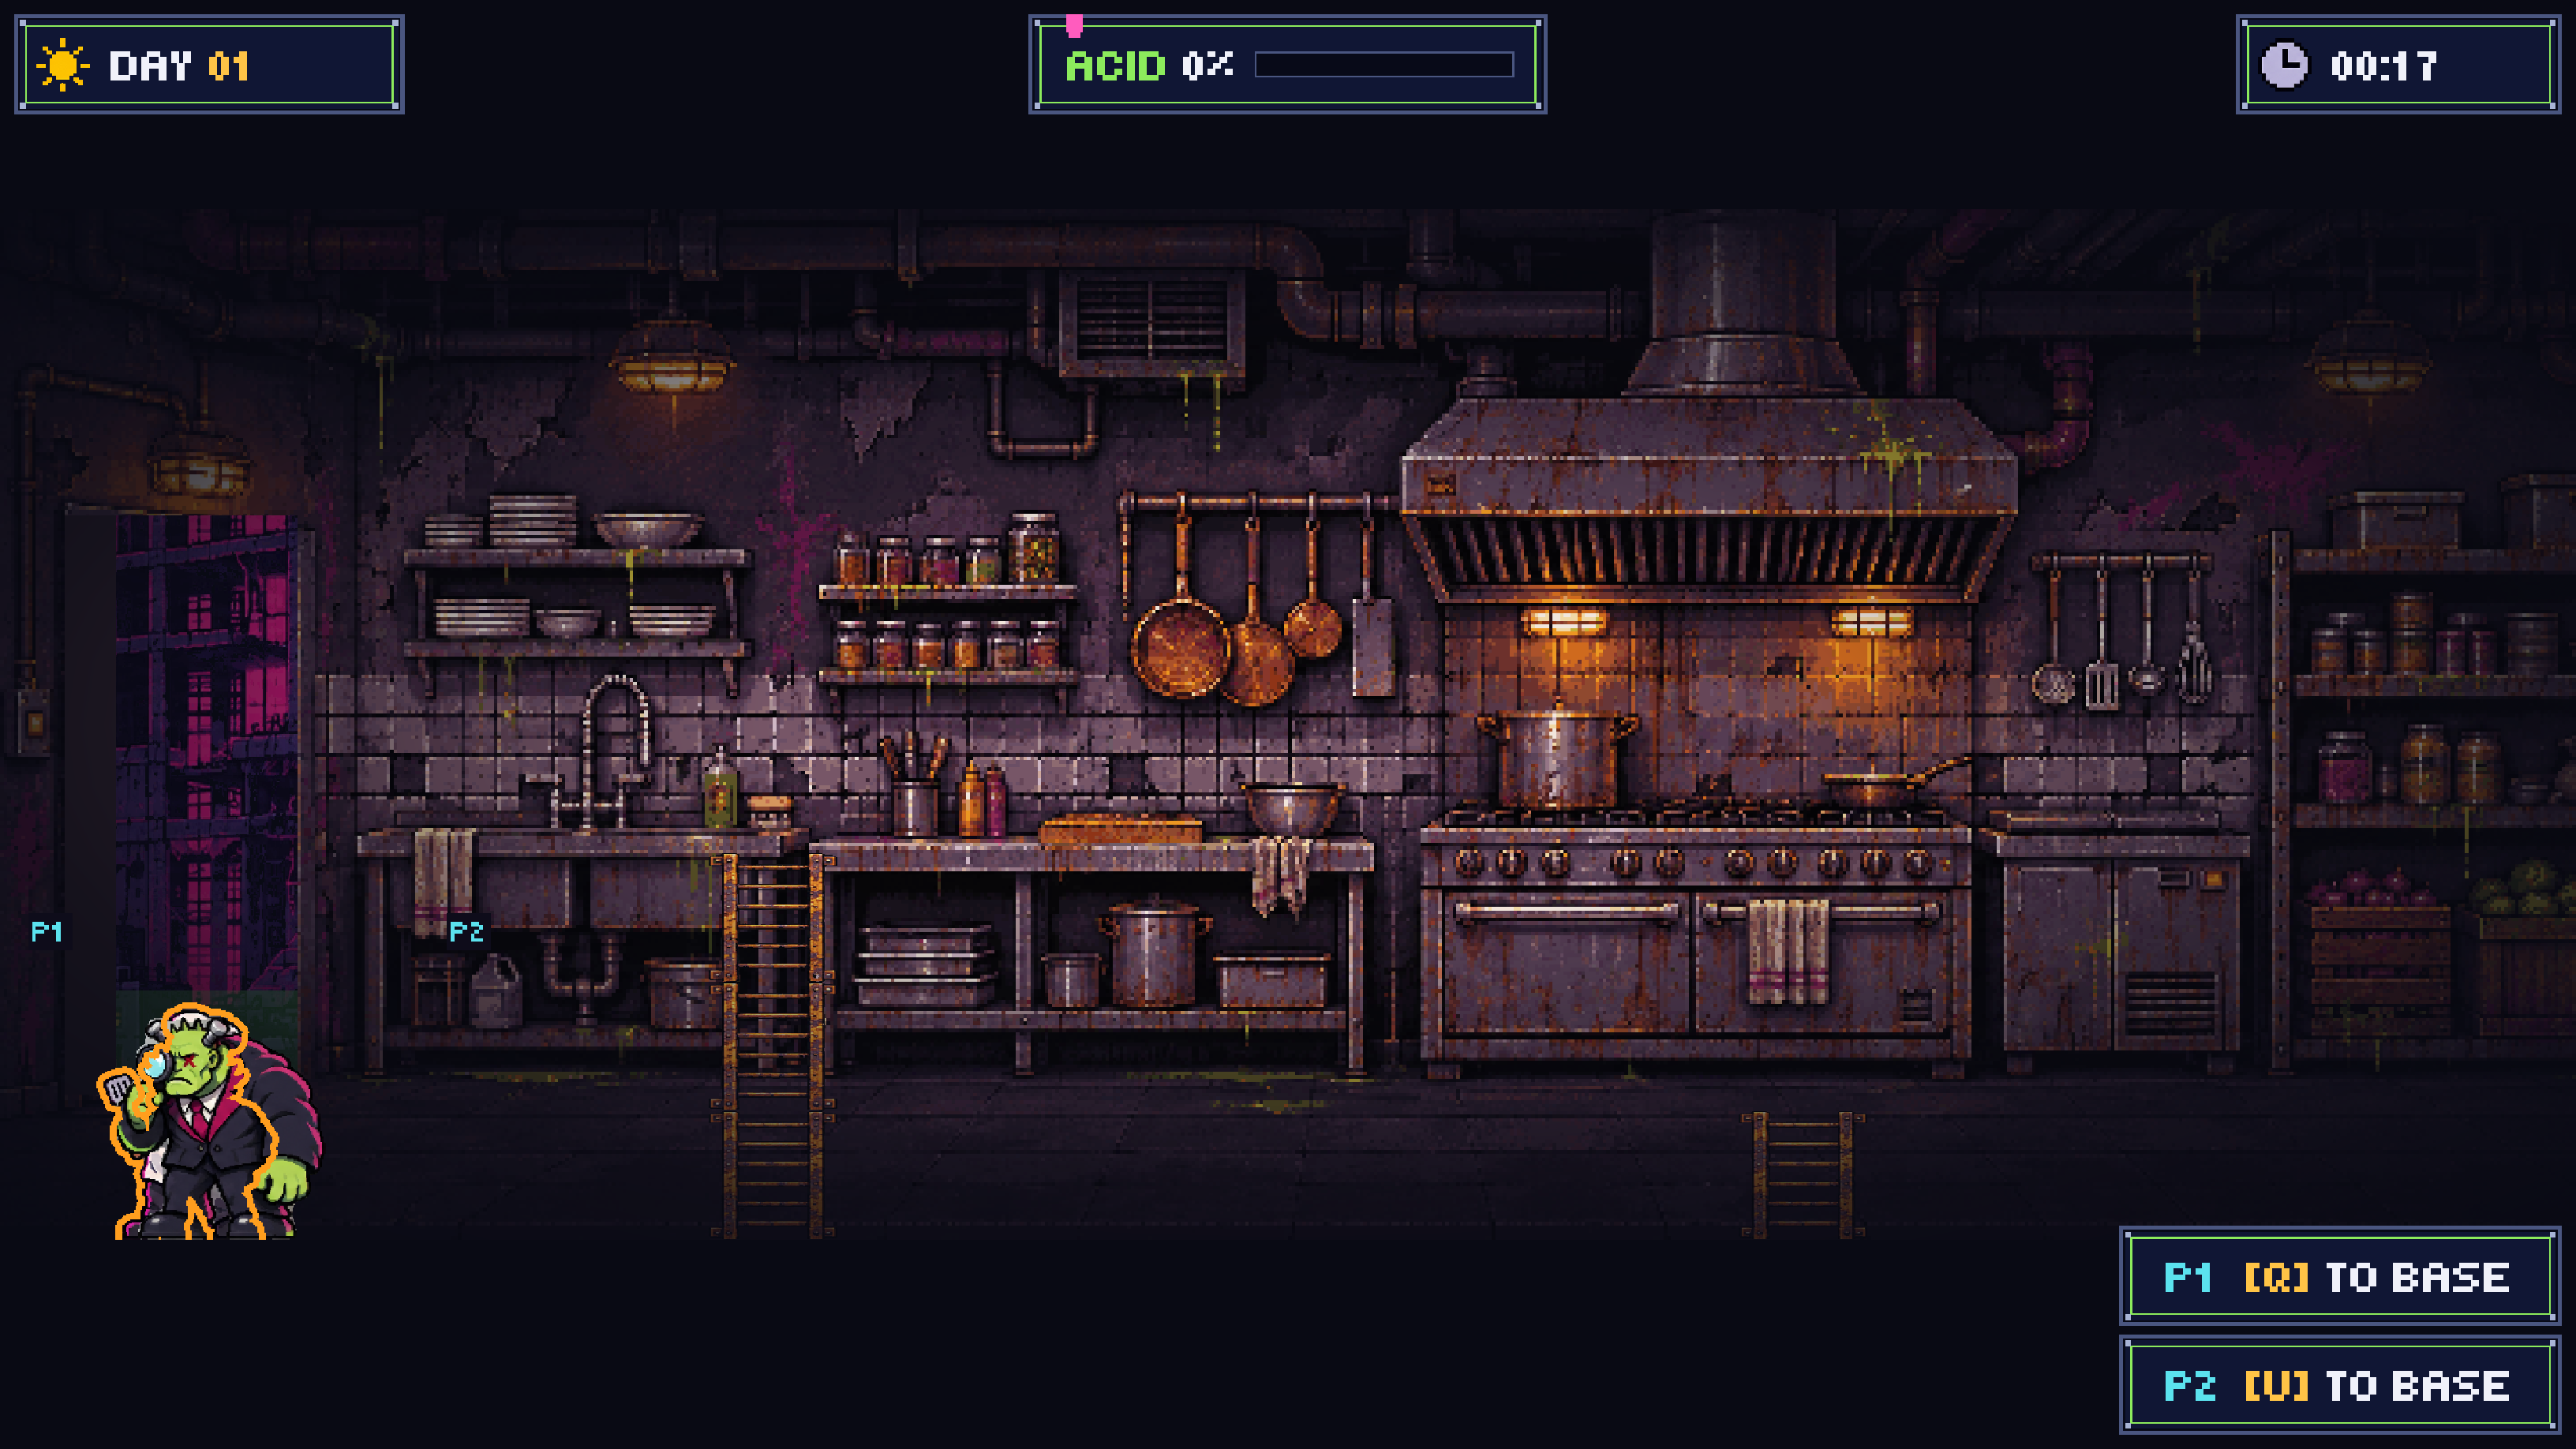 DAY 01
ACID 0%
00:17
P1
P2
P1 [Q] TO BASE
P2 [U] TO BASE